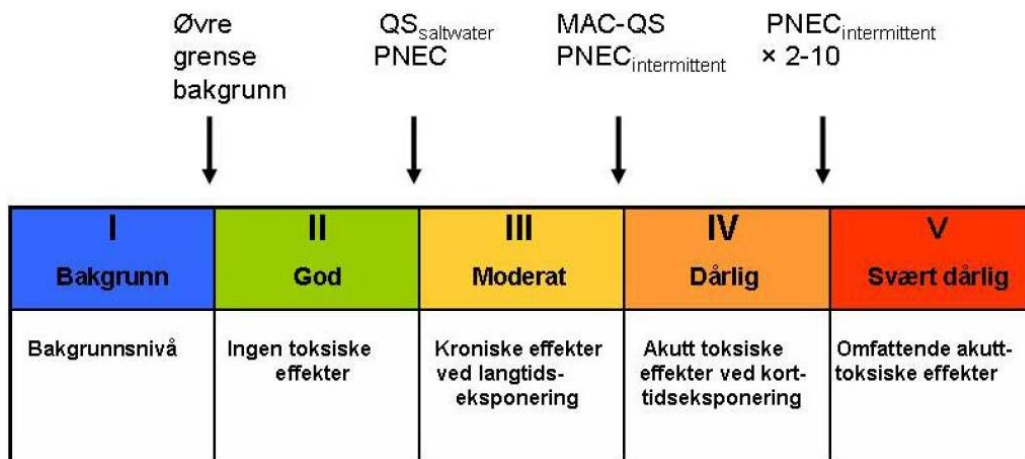 Øvre
grense
bakgrunn
QSsaltwater
PNEC
MAC-QS
PNECintermittent
PNECintermittent
× 2-10
I
Bakgrunn
II
God
III
Moderat
IV
Dårlig
V
Svært dårlig
Bakgrunnsnivå
Ingen toksiske
effekter
Kroniske effekter
ved langtids-
eksponering
Akutt toksiske
effekter ved kort-
tidseksponering
Omfattende akutt-
toksiske effekter